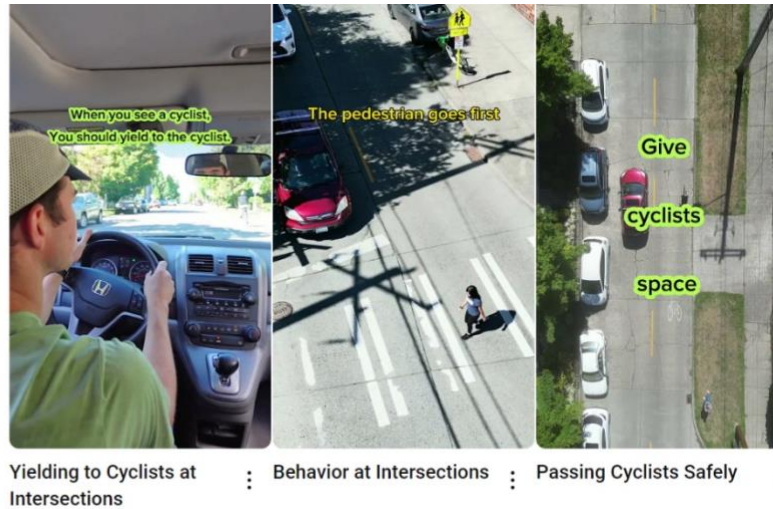 When you see a cyclist,
You should yield to the cyclist.
The pedestrian goes first
Give
cyclists
space
Yielding to Cyclists at
Intersections
Behavior at Intersections
Passing Cyclists Safely